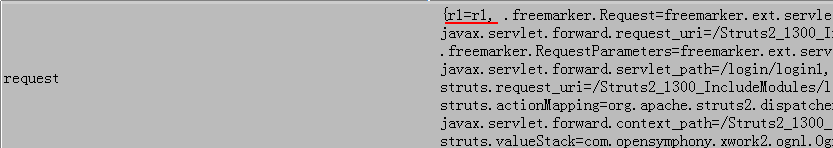 {r1=r1, .freemarker.Request=freemarker.ext.servle
javax.servlet.forward.request_uri=/Struts2_1300_I
.freemarker.RequestParameters=freemarker.ext.serv
javax.servlet.forward.servlet_path=/login/login1,
request
struts.request_uri=/Struts2_1300_IncludeModules/l
struts.actionMapping=org.apache.struts2.dispatche
javax.servlet.forward.context_path=/Struts2_1300_
struts.valueStack=com.opensymphony.xwork2.ognl.Og